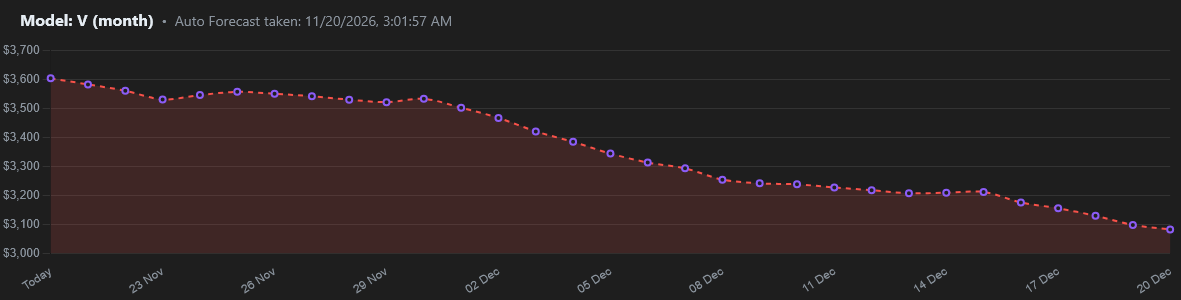 Model: V (month) • Auto Forecast taken: 11/20/2026, 3:01:57 AM
$3,700
$3,600
$3,500
$3,400
$3,300
$3,200
$3,100
$3,000
Today
23 Nov
26 Nov
29 Nov
02 Dec
05 Dec
08 Dec
11 Dec
14 Dec
17 Dec
20 Dec